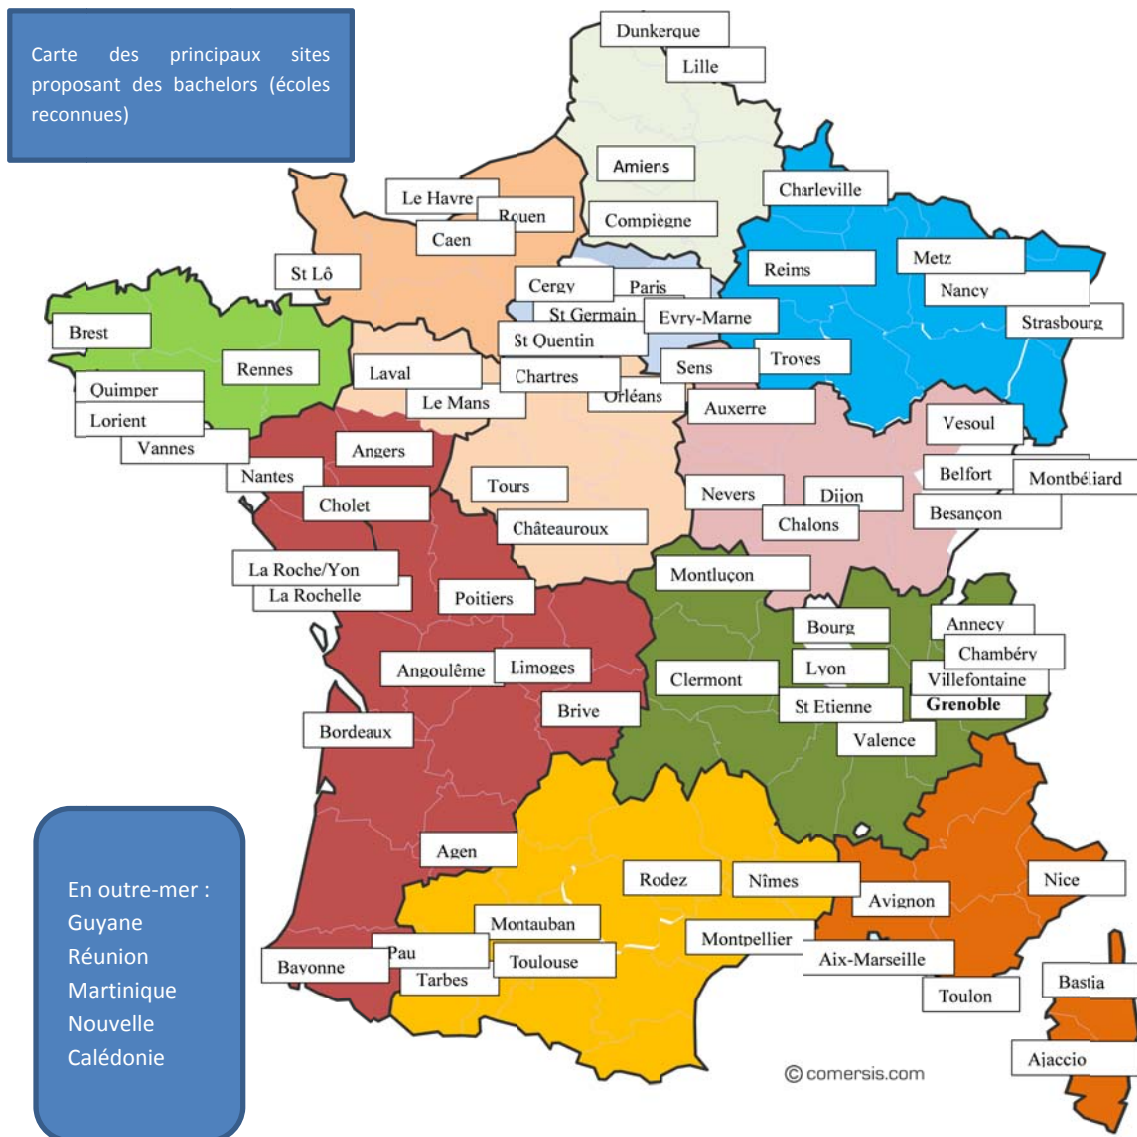 Carte des principaux sites
proposant des bachelors (écoles
reconnues)
Dunkerque
Lille
Amiens
Charleville
Le Havre
Rouen
Compiègne
Caen
Metz
St Lô
Cergy
Paris
Reims
Nancy
St Germain
Evry-Marne
Strasbourg
Brest
St Quentin
Rennes
Laval
Chartres
Sens
Troyes
Quimper
Le Mans
Orléans
Auxerre
Lorient
Vesoul
Vannes
Angers
Nantes
Belfort
Montbéliard
Cholet
Tours
Nevers
Dijon
Besançon
Châteauroux
Chalons
La Roche/Yon
Montluçon
La Rochelle
Poitiers
Bourg
Annecy
Chambéry
Angoulême
Limoges
Clermont
Lyon
Villefontaine
Brive
St Etienne
Grenoble
Bordeaux
Valence
Agen
Rodez
Nîmes
Nice
Avignon
Montauban
Montpellier
Pau
Toulouse
Aix-Marseille
Bayonne
Tarbes
Toulon
Bastia
Ajaccio
En outre-mer :
Guyane
Réunion
Martinique
Nouvelle
Calédonie
© comersis.com